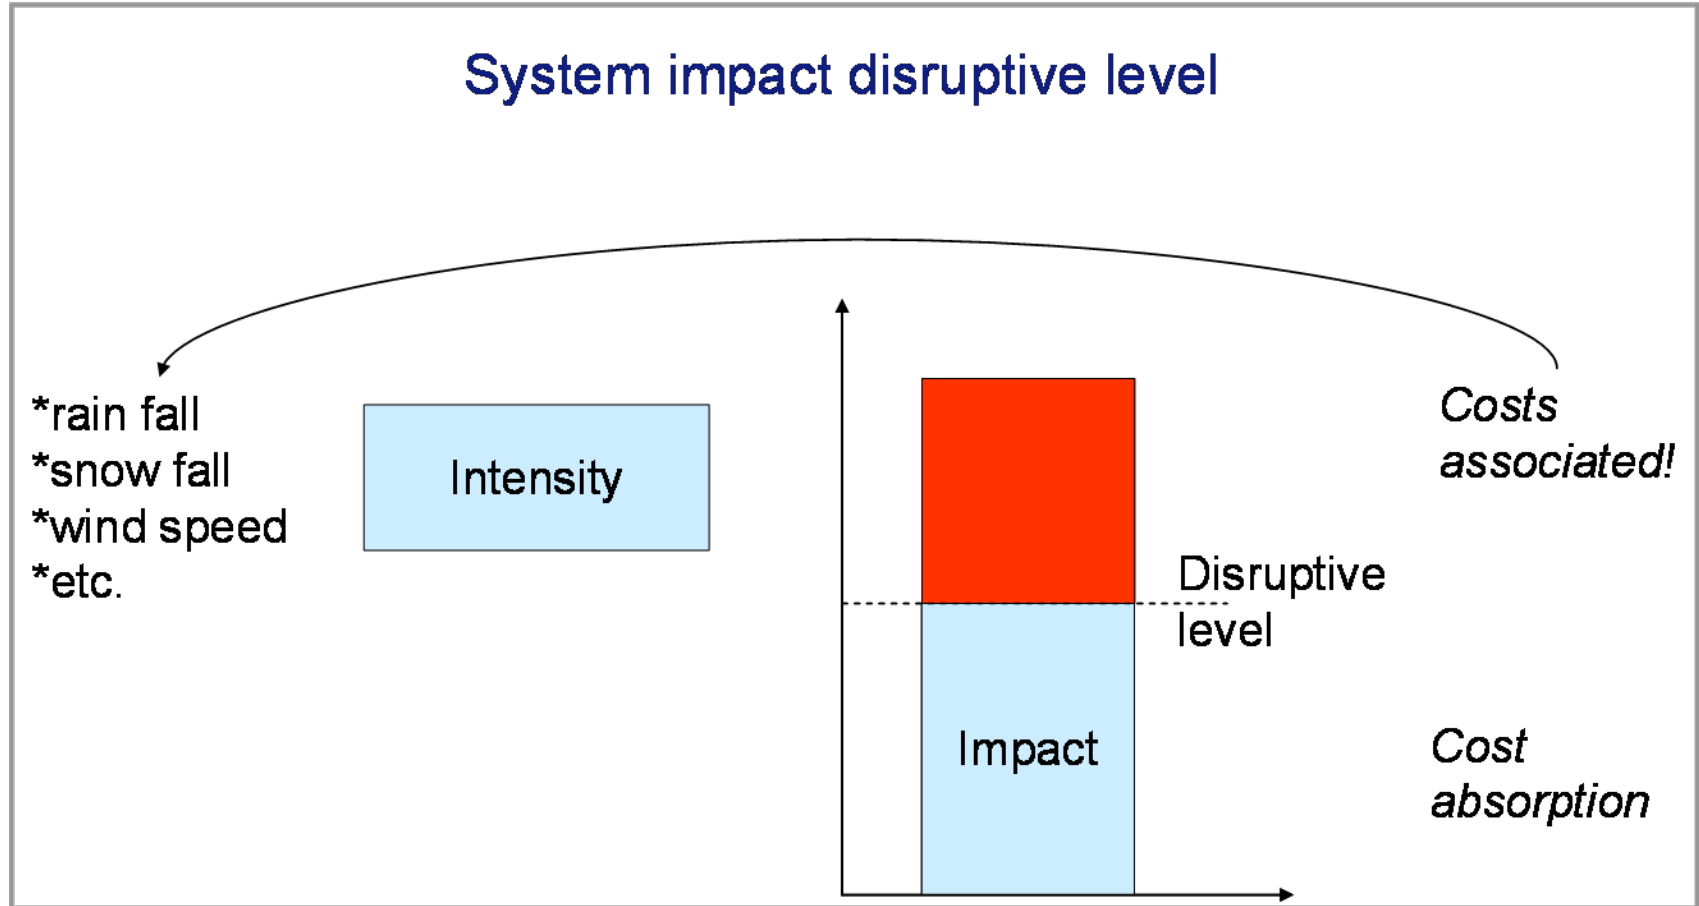 System impact disruptive level
*rain fall
*snow fall
*wind speed
*etc.
Intensity
Costs
associated!
Disruptive
level
Impact
Cost
absorption